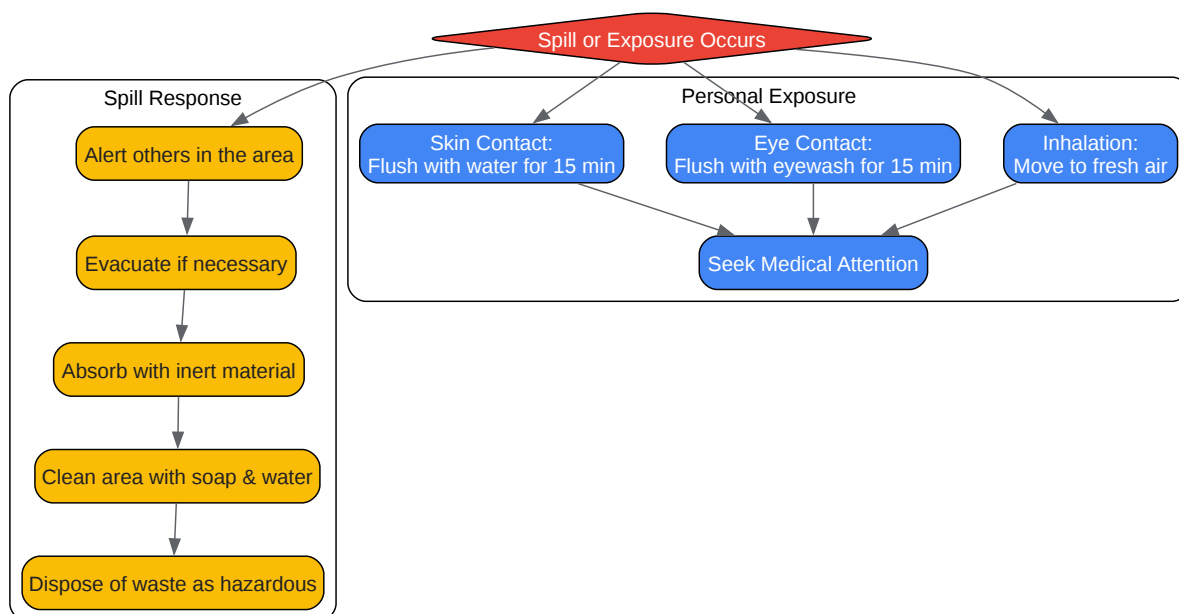 Spill or Exposure Occurs
Spill Response
Alert others in the area
Evacuate if necessary
Absorb with inert material
Clean area with soap & water
Dispose of waste as hazardous
Personal Exposure
Skin Contact:
Flush with water for 15 min
Eye Contact:
Flush with eyewash for 15 min
Inhalation:
Move to fresh air
Seek Medical Attention